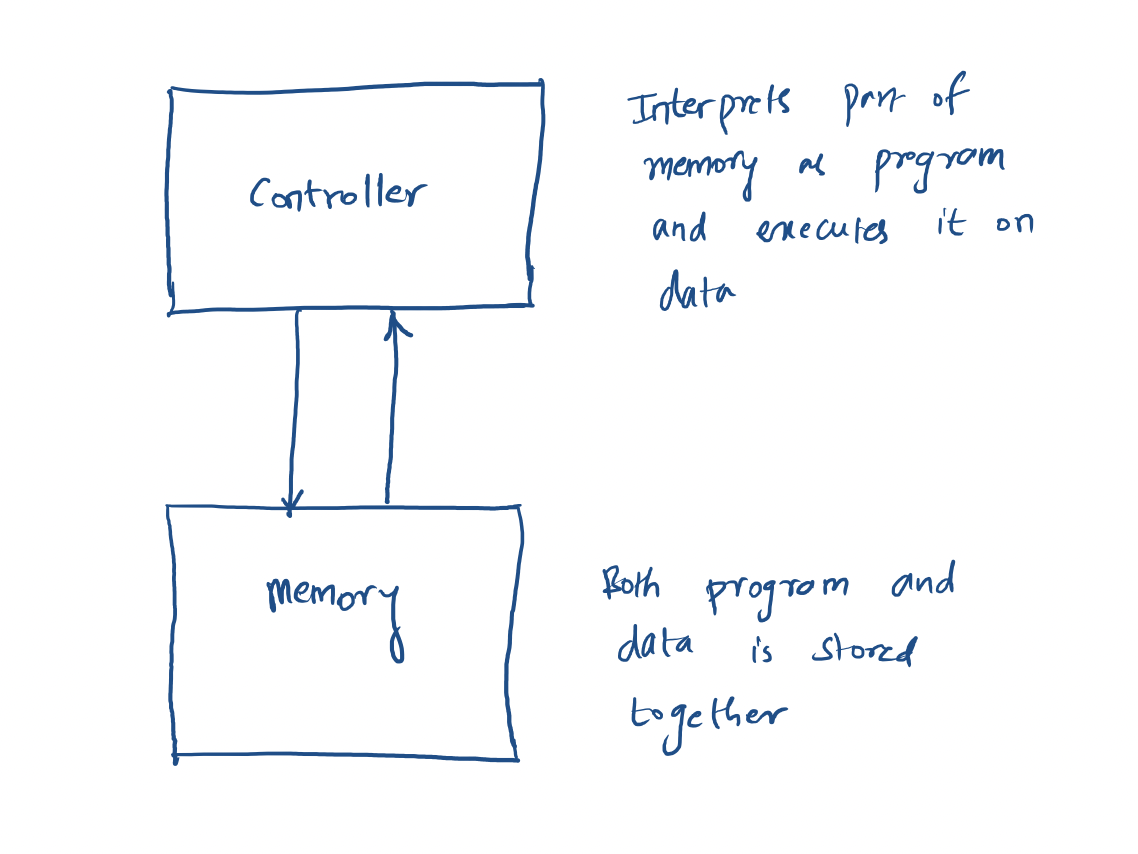 Controller
Interprets part of
memory as program
and executes it on
data
Memory
Both program and
data is stored
together